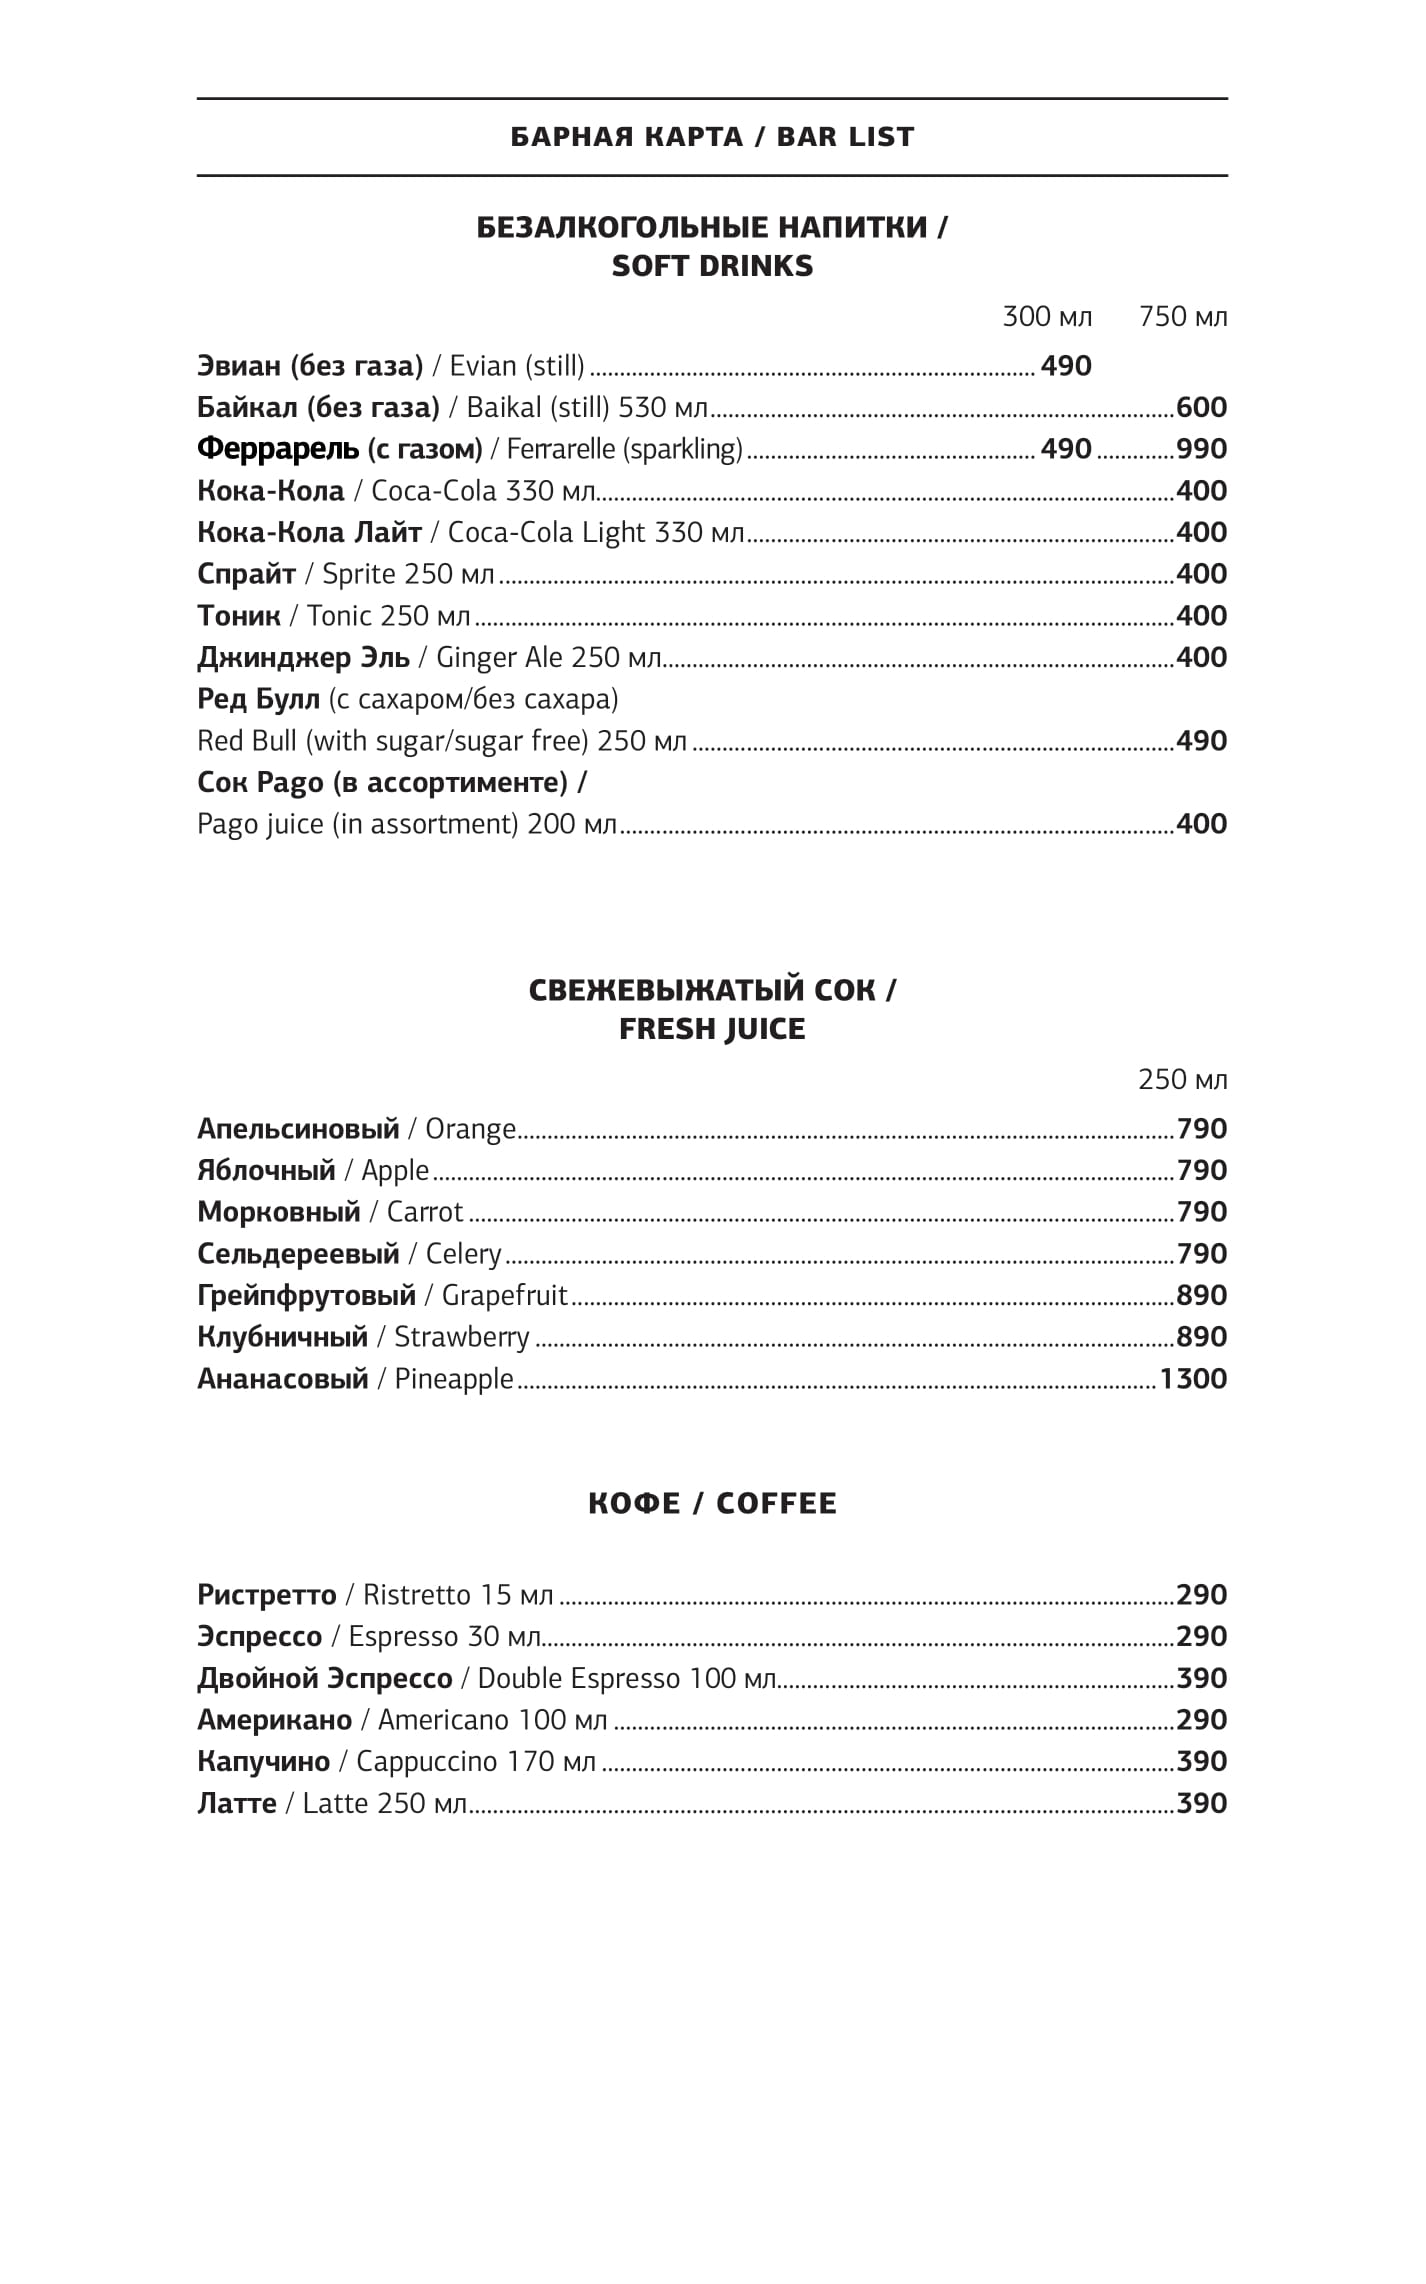 БАРНАЯ КАРТА / BAR LIST
БЕЗАЛКОГОЛЬНЫЕ НАПИТКИ /
SOFT DRINKS
300 мл 750 мл
Эвиан (без газа) / Evian (still) 490
Байкал (без газа) / Baikal (still) 530 мл 600
Феррарель (с газом) / Ferrarelle (sparkling) 490 990
Кока-Кола / Coca-Cola 330 мл 400
Кока-Кола Лайт / Coca-Cola Light 330 мл 400
Спрайт / Sprite 250 мл 400
Тоник / Tonic 250 мл 400
Джинджер Эль / Ginger Ale 250 мл 400
Ред Булл (с сахаром/без сахара)
Red Bull (with sugar/sugar free) 250 мл 490
Сок Pago (в ассортименте) /
Pago juice (in assortment) 200 мл 400
СВЕЖЕВЫЖАТЫЙ СОК /
FRESH JUICE
250 мл
Апельсиновый / Orange 790
Яблочный / Apple 790
Морковный / Carrot 790
Сельдереевый / Celery 790
Грейпфрутовый / Grapefruit 890
Клубничный / Strawberry 890
Ананасовый / Pineapple 1300
КОФЕ / COFFEE
Ристретто / Ristretto 15 мл 290
Эспрессо / Espresso 30 мл 290
Двойной Эспрессо / Double Espresso 100 мл 390
Американо / Americano 100 мл 290
Капучино / Cappuccino 170 мл 390
Латте / Latte 250 мл 390